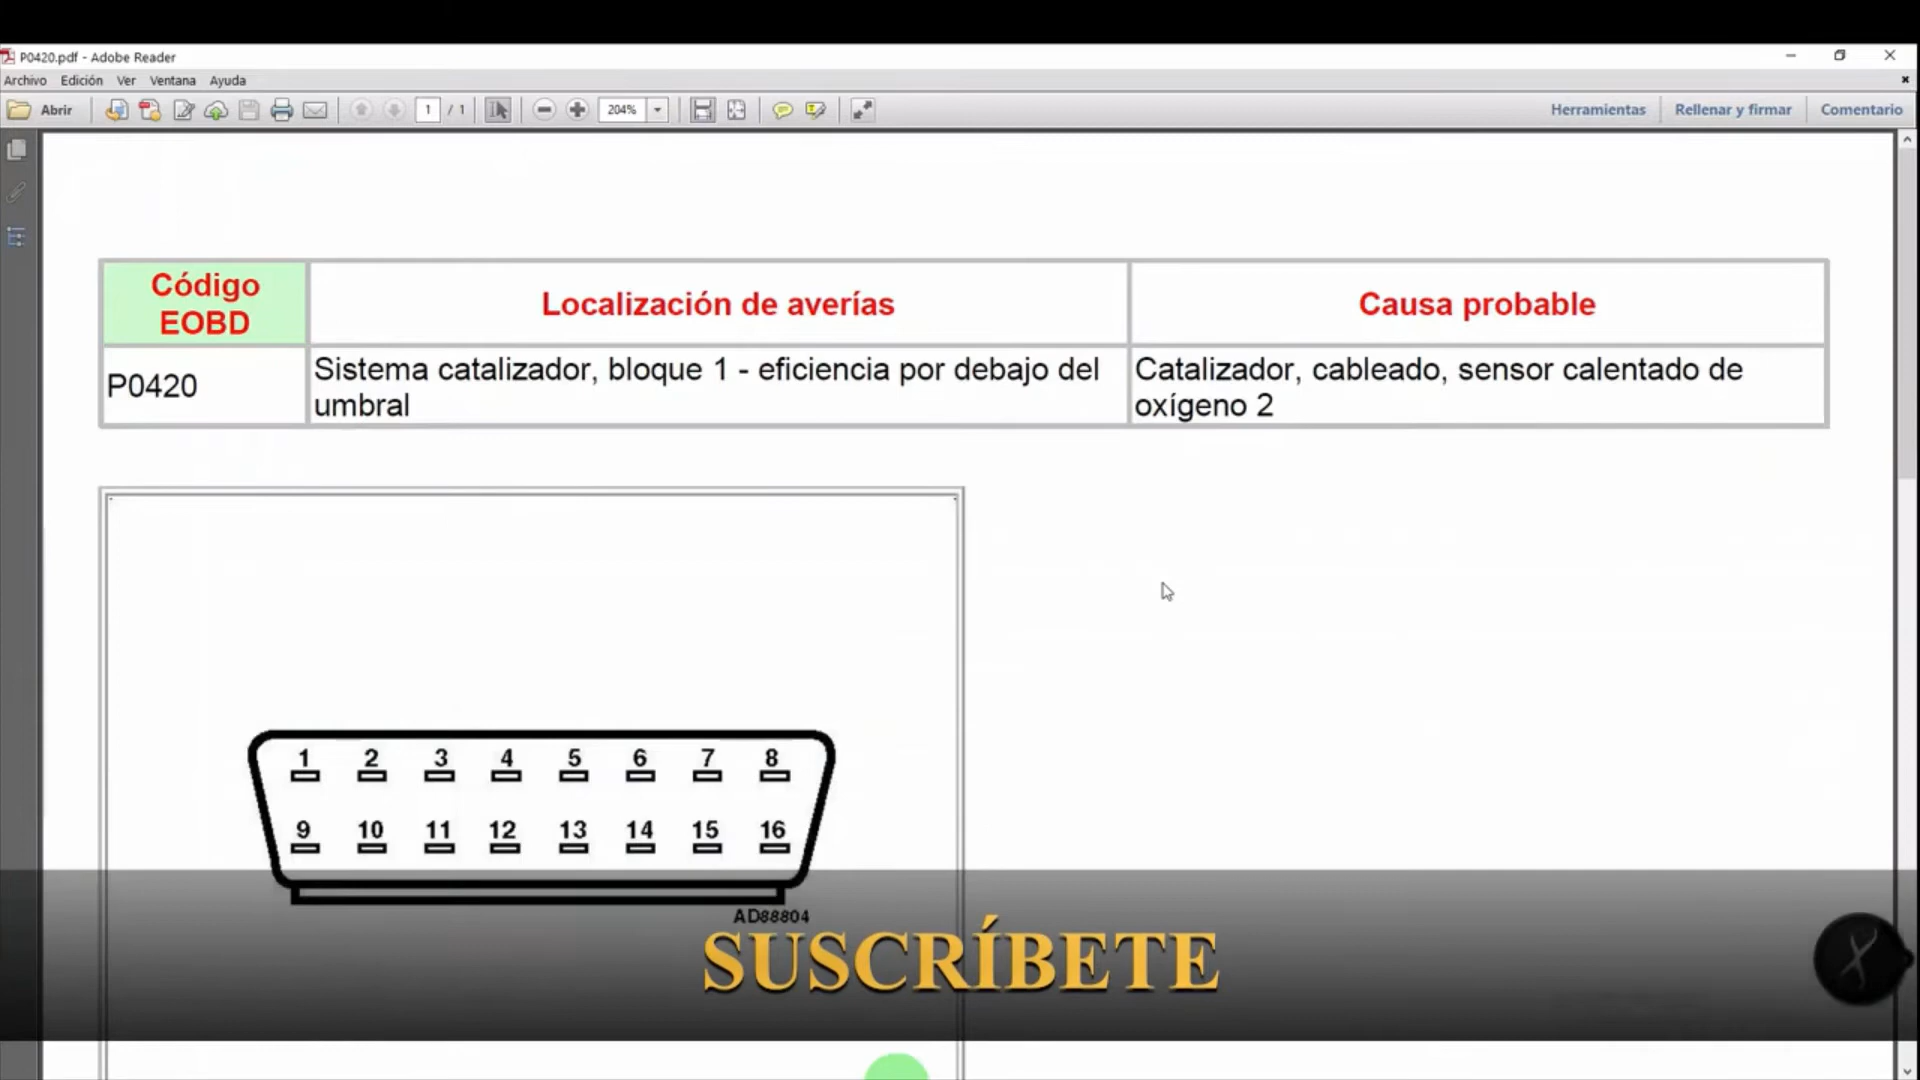 P0420.pdf - Adobe Reader
Archivo Edición Ver Ventana Ayuda
Abrir 1 / 1 204% Herramientas Rellenar y firmar Comentario
Código EOBD
Localización de averías
Causa probable
P0420
Sistema catalizador, bloque 1 - eficiencia por debajo del
umbral
Catalizador, cableado, sensor calentado de
oxígeno 2
1 2 3 4 5 6 7 8
9 10 11 12 13 14 15 16
AD88804
SUSCRÍBETE